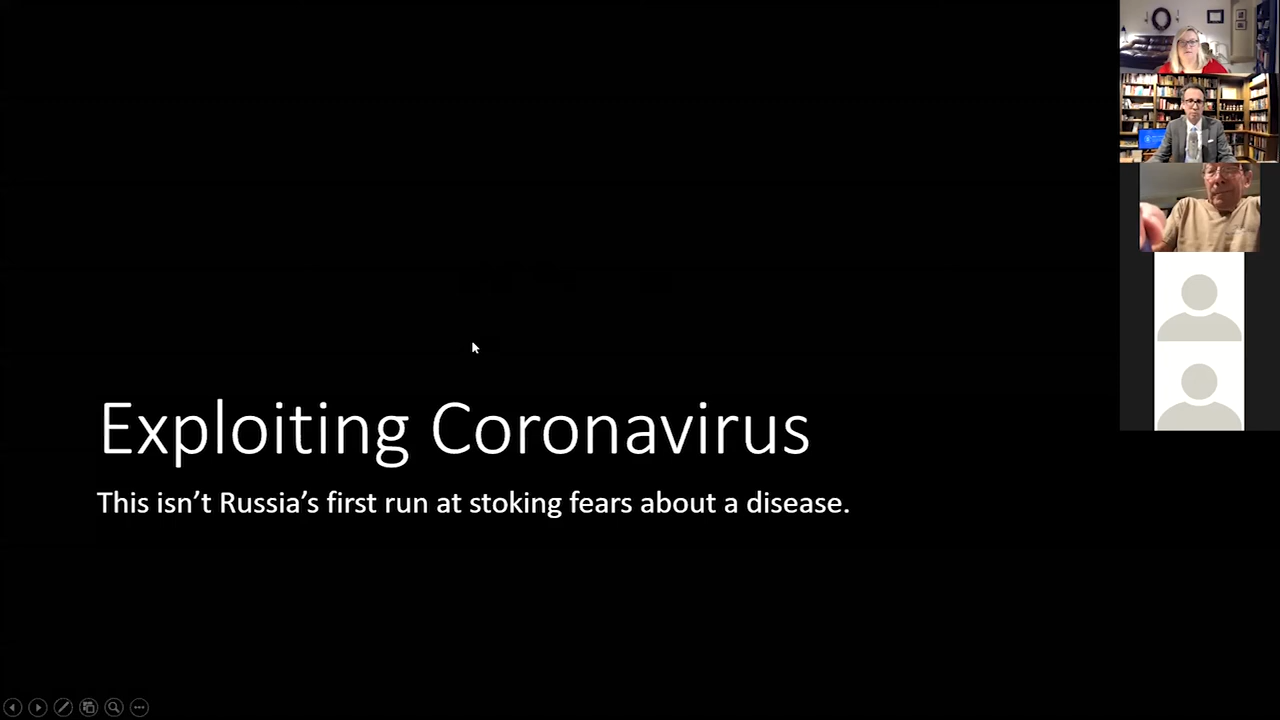 Exploiting Coronavirus
This isn’t Russia’s first run at stoking fears about a disease.